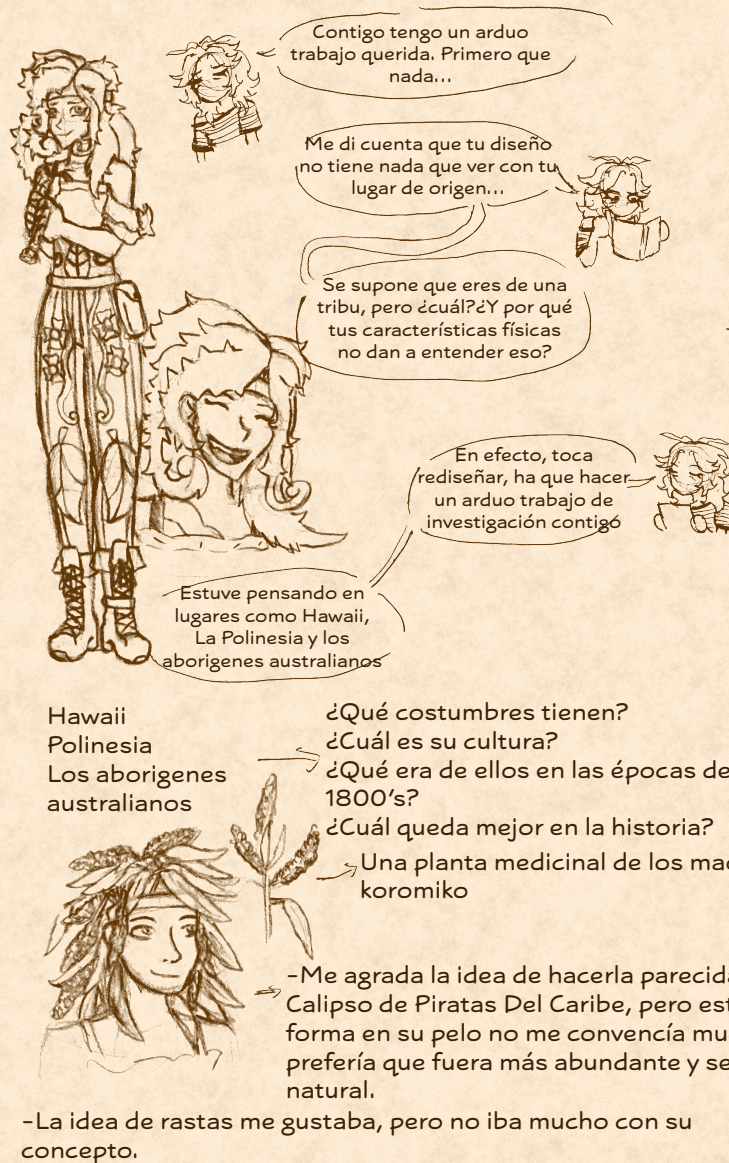 Contigo tengo un arduo
trabajo querida. Primero que
nada...
Me di cuenta que tu diseño
no tiene nada que ver con tu
lugar de origen...
Se supone que eres de una
tribu, pero ¿cuál?¿Y por qué
tus características físicas
no dan a entender eso?
En efecto, toca
rediseñar, ha que hacer
un arduo trabajo de
investigación contigo
Estuve pensando en
lugares como Hawaii,
La Polinesia y los
aborigenes australianos
Hawaii
Polinesia
Los aborigenes
australianos
¿Qué costumbres tienen?
¿Cuál es su cultura?
¿Qué era de ellos en las épocas de
1800's?
¿Cuál queda mejor en la historia?
Una planta medicinal de los
koromiko
-Me agrada la idea de hacerla parecida
Calipso de Piratas Del Caribe, pero
forma en su pelo no me convencía
prefería que fuera más abundante y
natural.
-La idea de rastas me gustaba, pero no iba mucho con su
concepto.